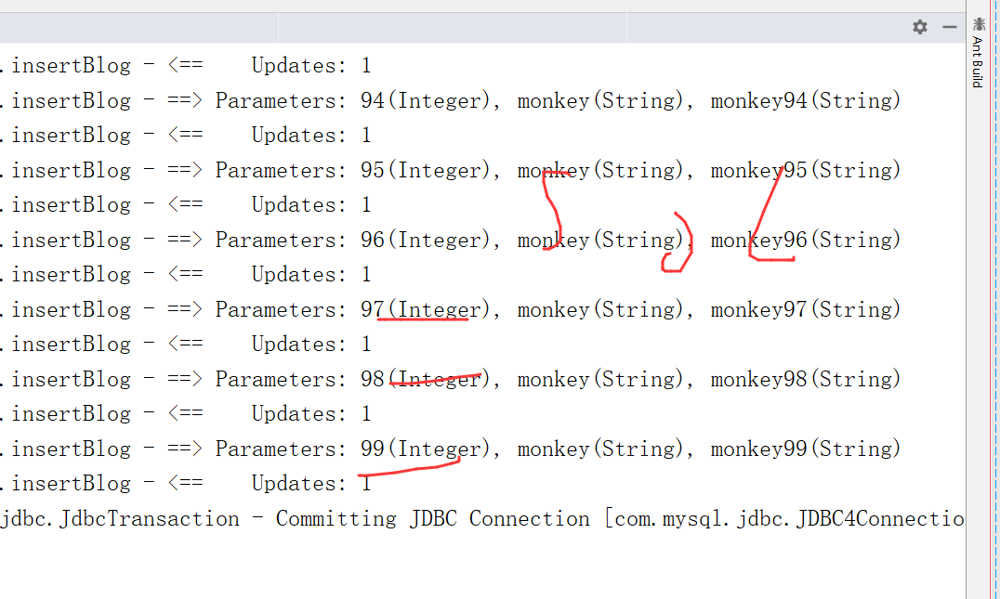 .insertBlog - <==    Updates: 1
.insertBlog - ==> Parameters: 94(Integer), monkey(String), monkey94(String)
.insertBlog - <==    Updates: 1
.insertBlog - ==> Parameters: 95(Integer), monkey(String), monkey95(String)
.insertBlog - <==    Updates: 1
.insertBlog - ==> Parameters: 96(Integer), monkey(String), monkey96(String)
.insertBlog - <==    Updates: 1
.insertBlog - ==> Parameters: 97(Integer), monkey(String), monkey97(String)
.insertBlog - <==    Updates: 1
.insertBlog - ==> Parameters: 98(Integer), monkey(String), monkey98(String)
.insertBlog - <==    Updates: 1
.insertBlog - ==> Parameters: 99(Integer), monkey(String), monkey99(String)
.insertBlog - <==    Updates: 1
jdbc.JdbcTransaction - Committing JDBC Connection [com.mysql.jdbc.JDBC4Connectio
Ant Build